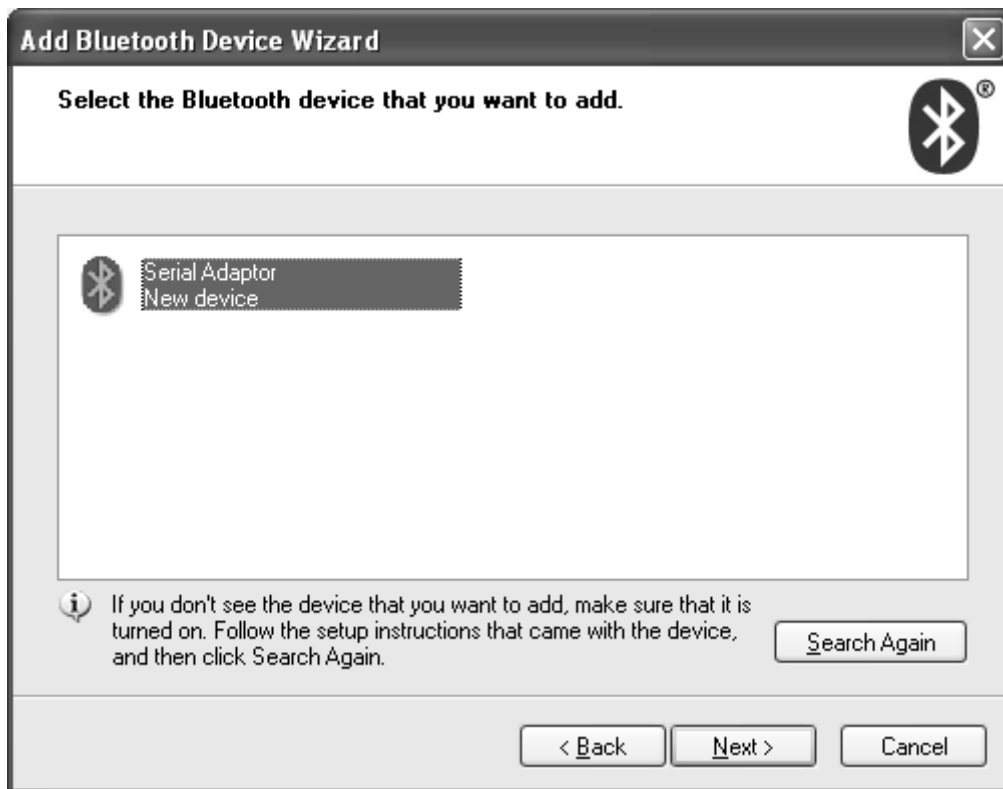 Add Bluetooth Device Wizard
Select the Bluetooth device that you want to add.
®
Serial Adaptor
New device
If you don't see the device that you want to add, make sure that it is
turned on. Follow the setup instructions that came with the device,
and then click Search Again.
Search Again
< Back
Next >
Cancel